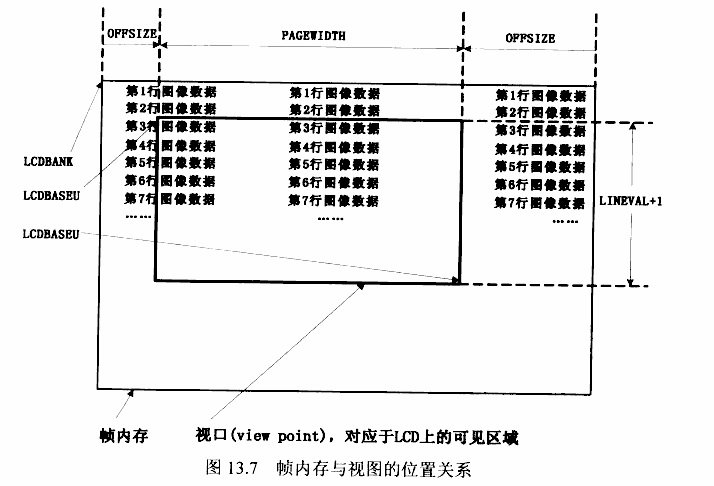 OFFSIZE PAGEWIDTH OFFSIZE
第1行图像数据 第1行图像数据 第1行图像数据
第2行图像数据 第2行图像数据 第2行图像数据
第3行图像数据 第3行图像数据 第3行图像数据
第4行图像数据 第4行图像数据 第4行图像数据
LCDBANK
第5行图像数据 第5行图像数据 第5行图像数据
第6行图像数据 第6行图像数据 第6行图像数据
LCDBASEU
第7行图像数据 第7行图像数据 第7行图像数据
LINEVAL+1
…… …… ……
LCDBASEU
帧内存
视口(view point)，对应于LCD上的可见区域
图 13.7 帧内存与视图的位置关系